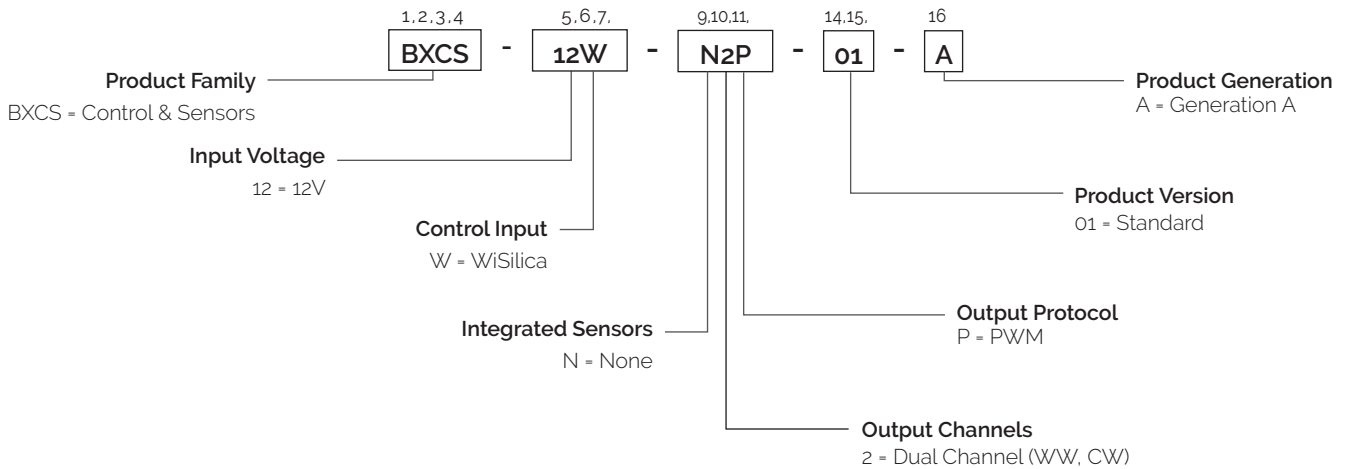 1,2,3,4 5,6,7, 9,10,11, 14,15, 16
BXCS - 12W - N2P - 01 - A
Product Family
BXCS = Control & Sensors
Product Generation
A = Generation A
Input Voltage
12 = 12V
Product Version
01 = Standard
Control Input
W = WiSilica
Integrated Sensors
N = None
Output Protocol
P = PWM
Output Channels
2 = Dual Channel (WW, CW)